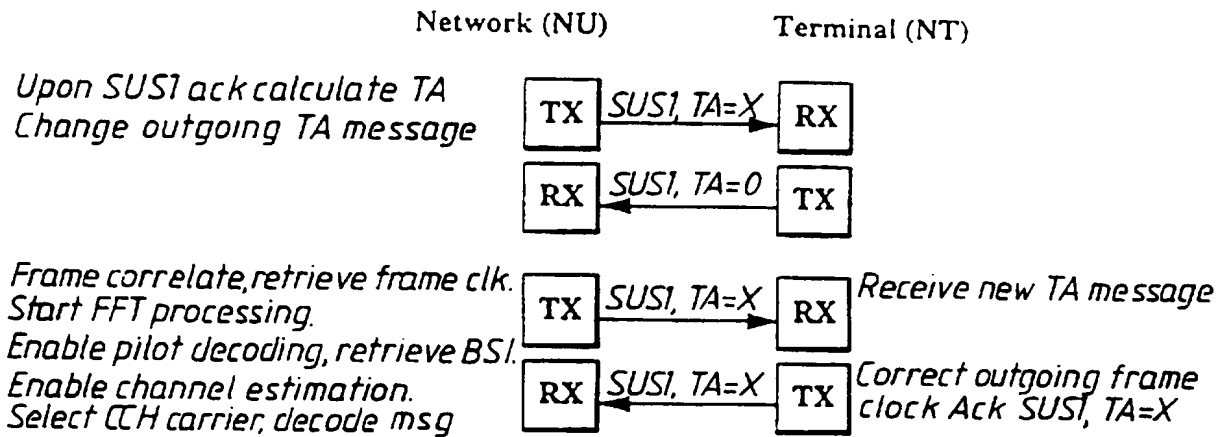 Network (NU) Terminal (NT)
Upon SUS1 ack calculate TA
Change outgoing TA message
TX SUS1, TA=X RX
RX SUS1, TA=0 TX
Frame correlate, retrieve frame clk.
Start FFT processing.
TX SUS1, TA=X RX
Receive new TA message
Enable pilot decoding, retrieve BSI.
Enable channel estimation.
Select CCH carrier, decode msg
RX SUS1, TA=X TX
Correct outgoing frame
clock Ack SUS1, TA=X